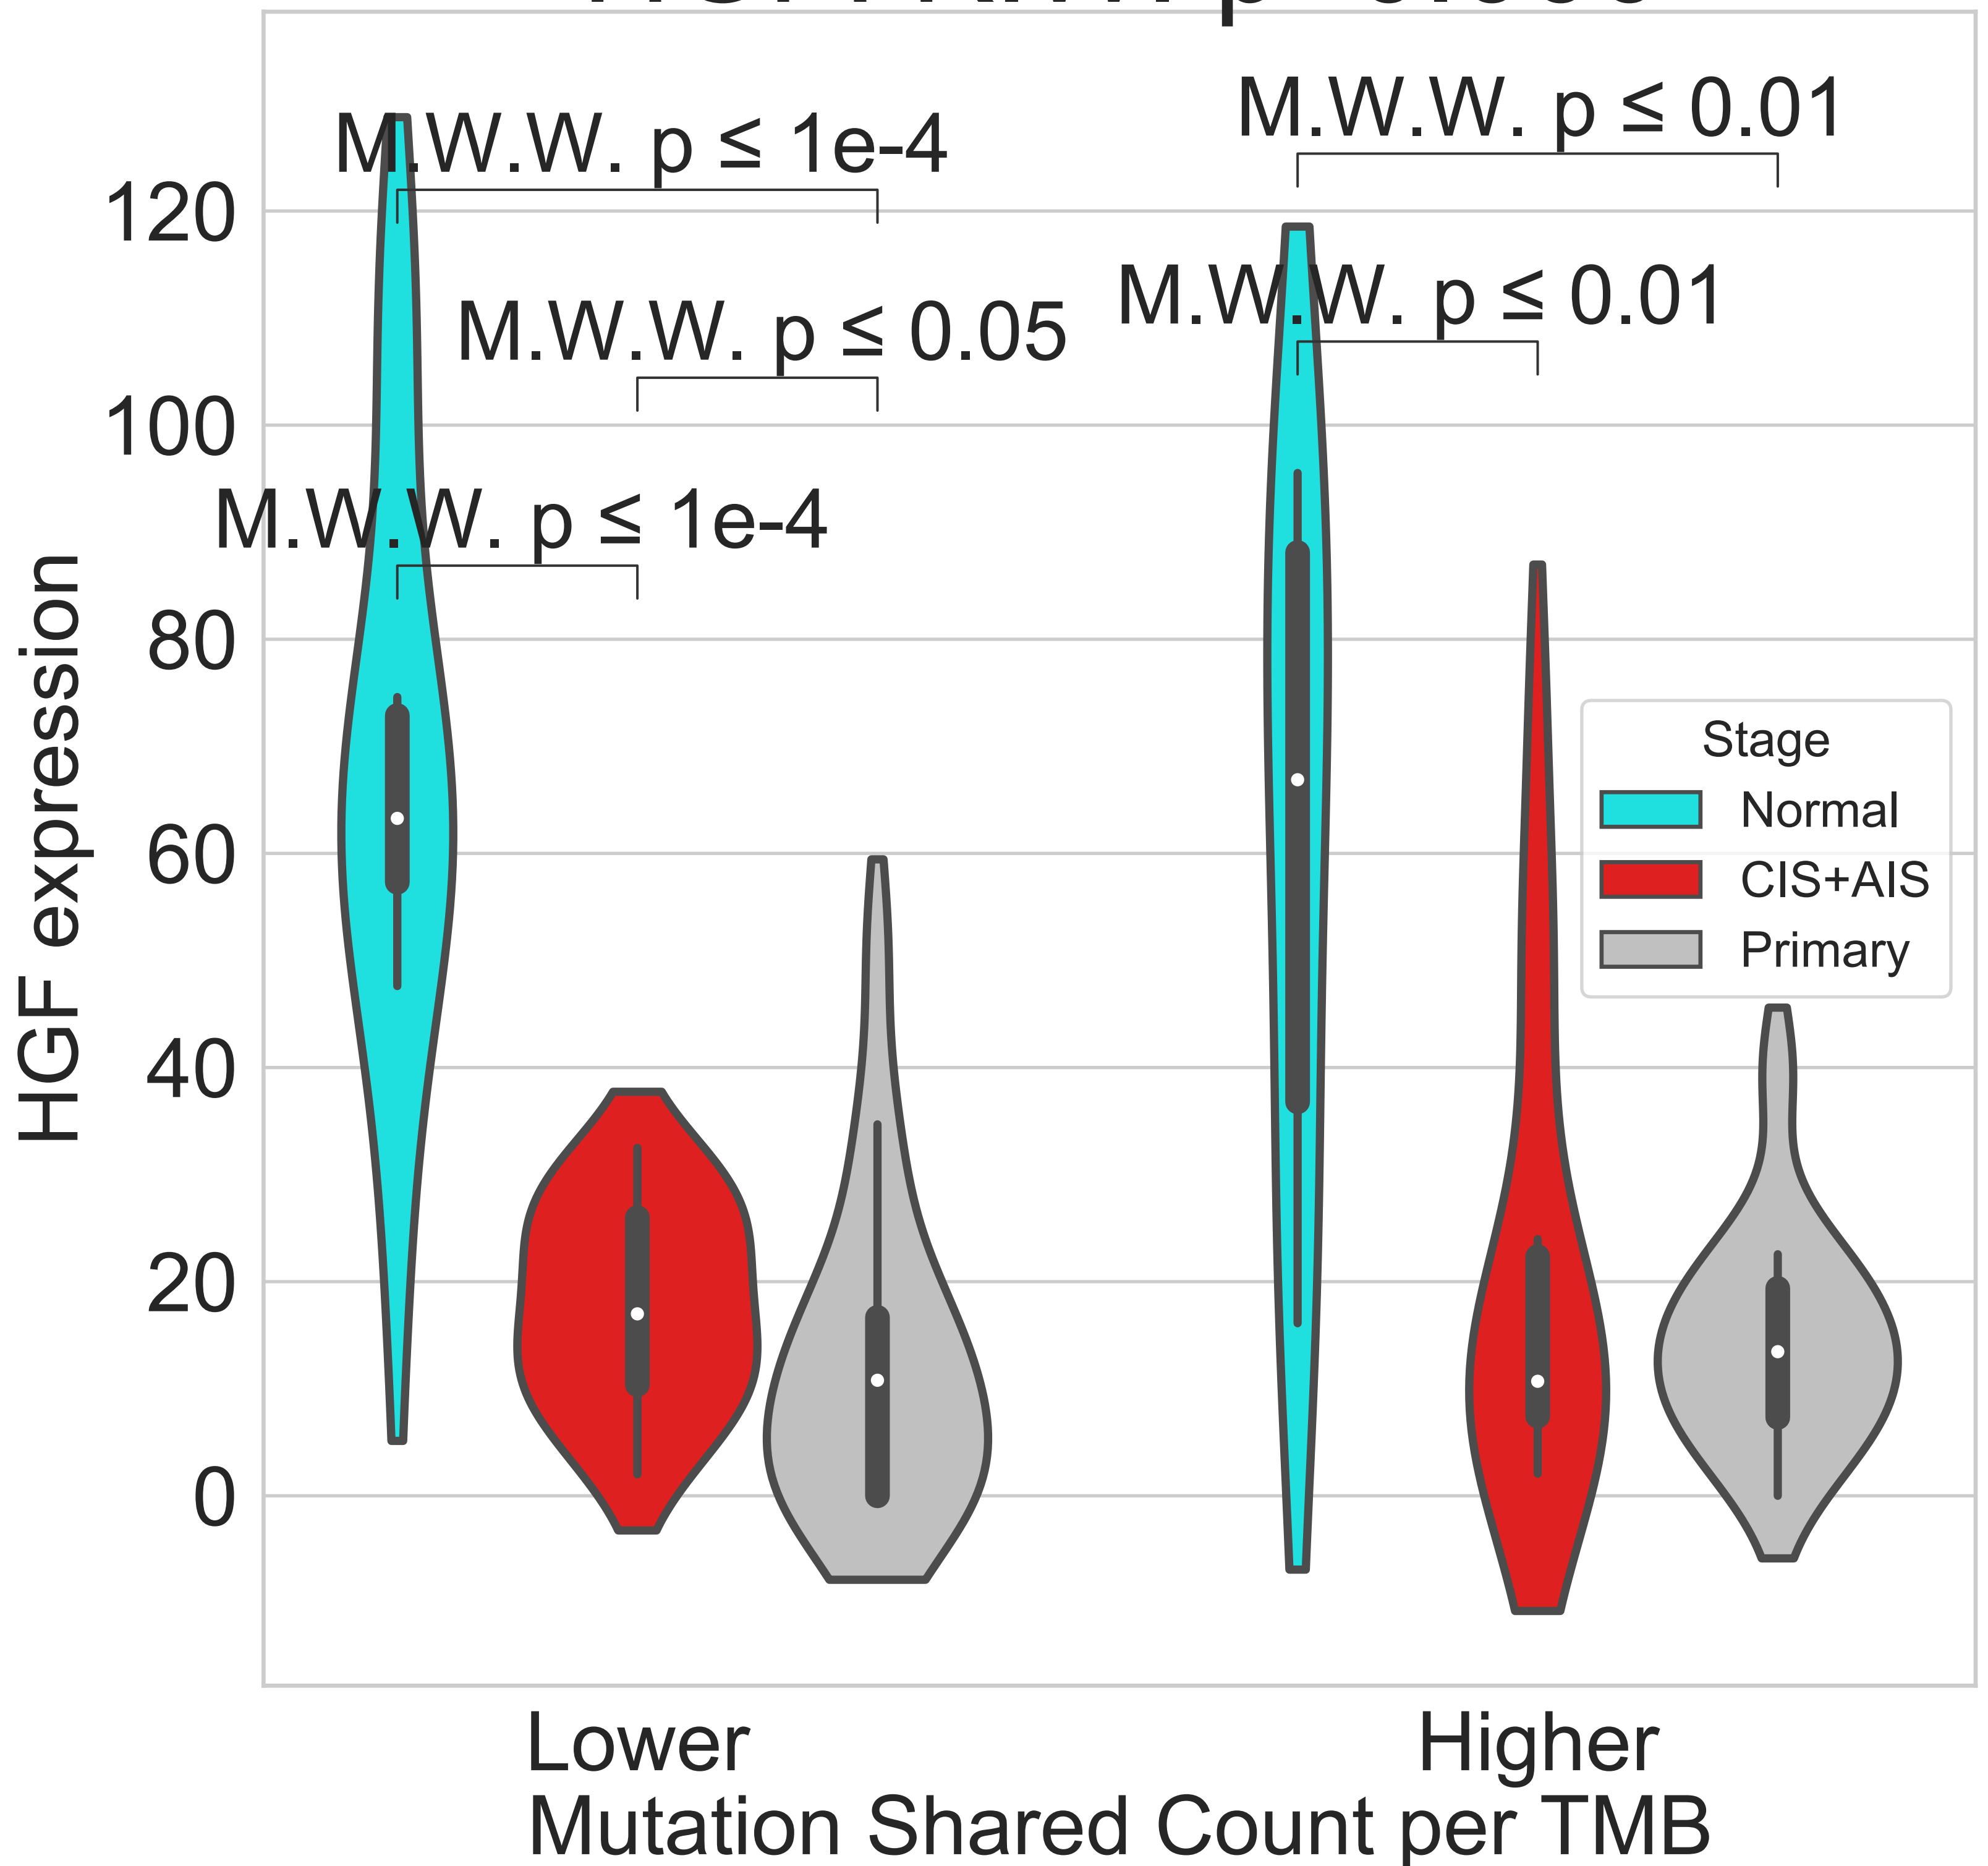 M.W.W. p ≤ 0.01
M.W.W. p ≤ 1e-4
M.W.W. p ≤ 0.01
M.W.W. p ≤ 0.05
M.W.W. p ≤ 1e-4
120
100
80
60
40
20
0
HGF expression
Stage
Normal
CIS+AIS
Primary
Lower
Higher
Mutation Shared Count per TMB